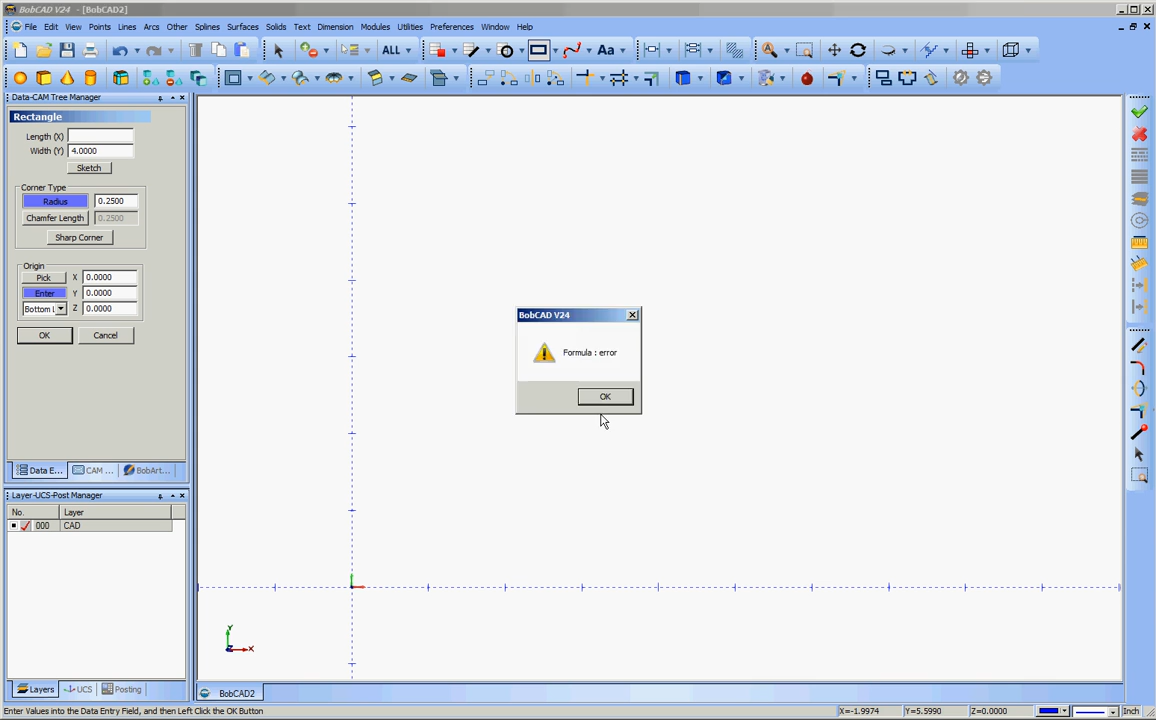 BobCAD V24 - [BobCAD2]
File Edit View Points Lines Arcs Other Splines Surfaces Solids Text Dimension Modules Utilities Preferences Window Help
ALL
Aa
Data-CAM Tree Manager
Rectangle
Length (X)
Width (Y) 4.0000
Sketch
Corner Type
Radius 0.2500
Chamfer Length 0.2500
Sharp Corner
Origin
Pick X 0.0000
Enter Y 0.0000
Bottom L Z 0.0000
OK Cancel
BobCAD V24
Formula : error
OK
Data E... CAM ... BobArt...
Layer-UCS-Post Manager
No. Layer
000 CAD
Y
Z X
Layers UCS Posting
BobCAD2
Enter Values into the Data Entry Field, and then Left Click the OK Button
X=-1.9974 Y=5.5990 Z=0.0000 Inch